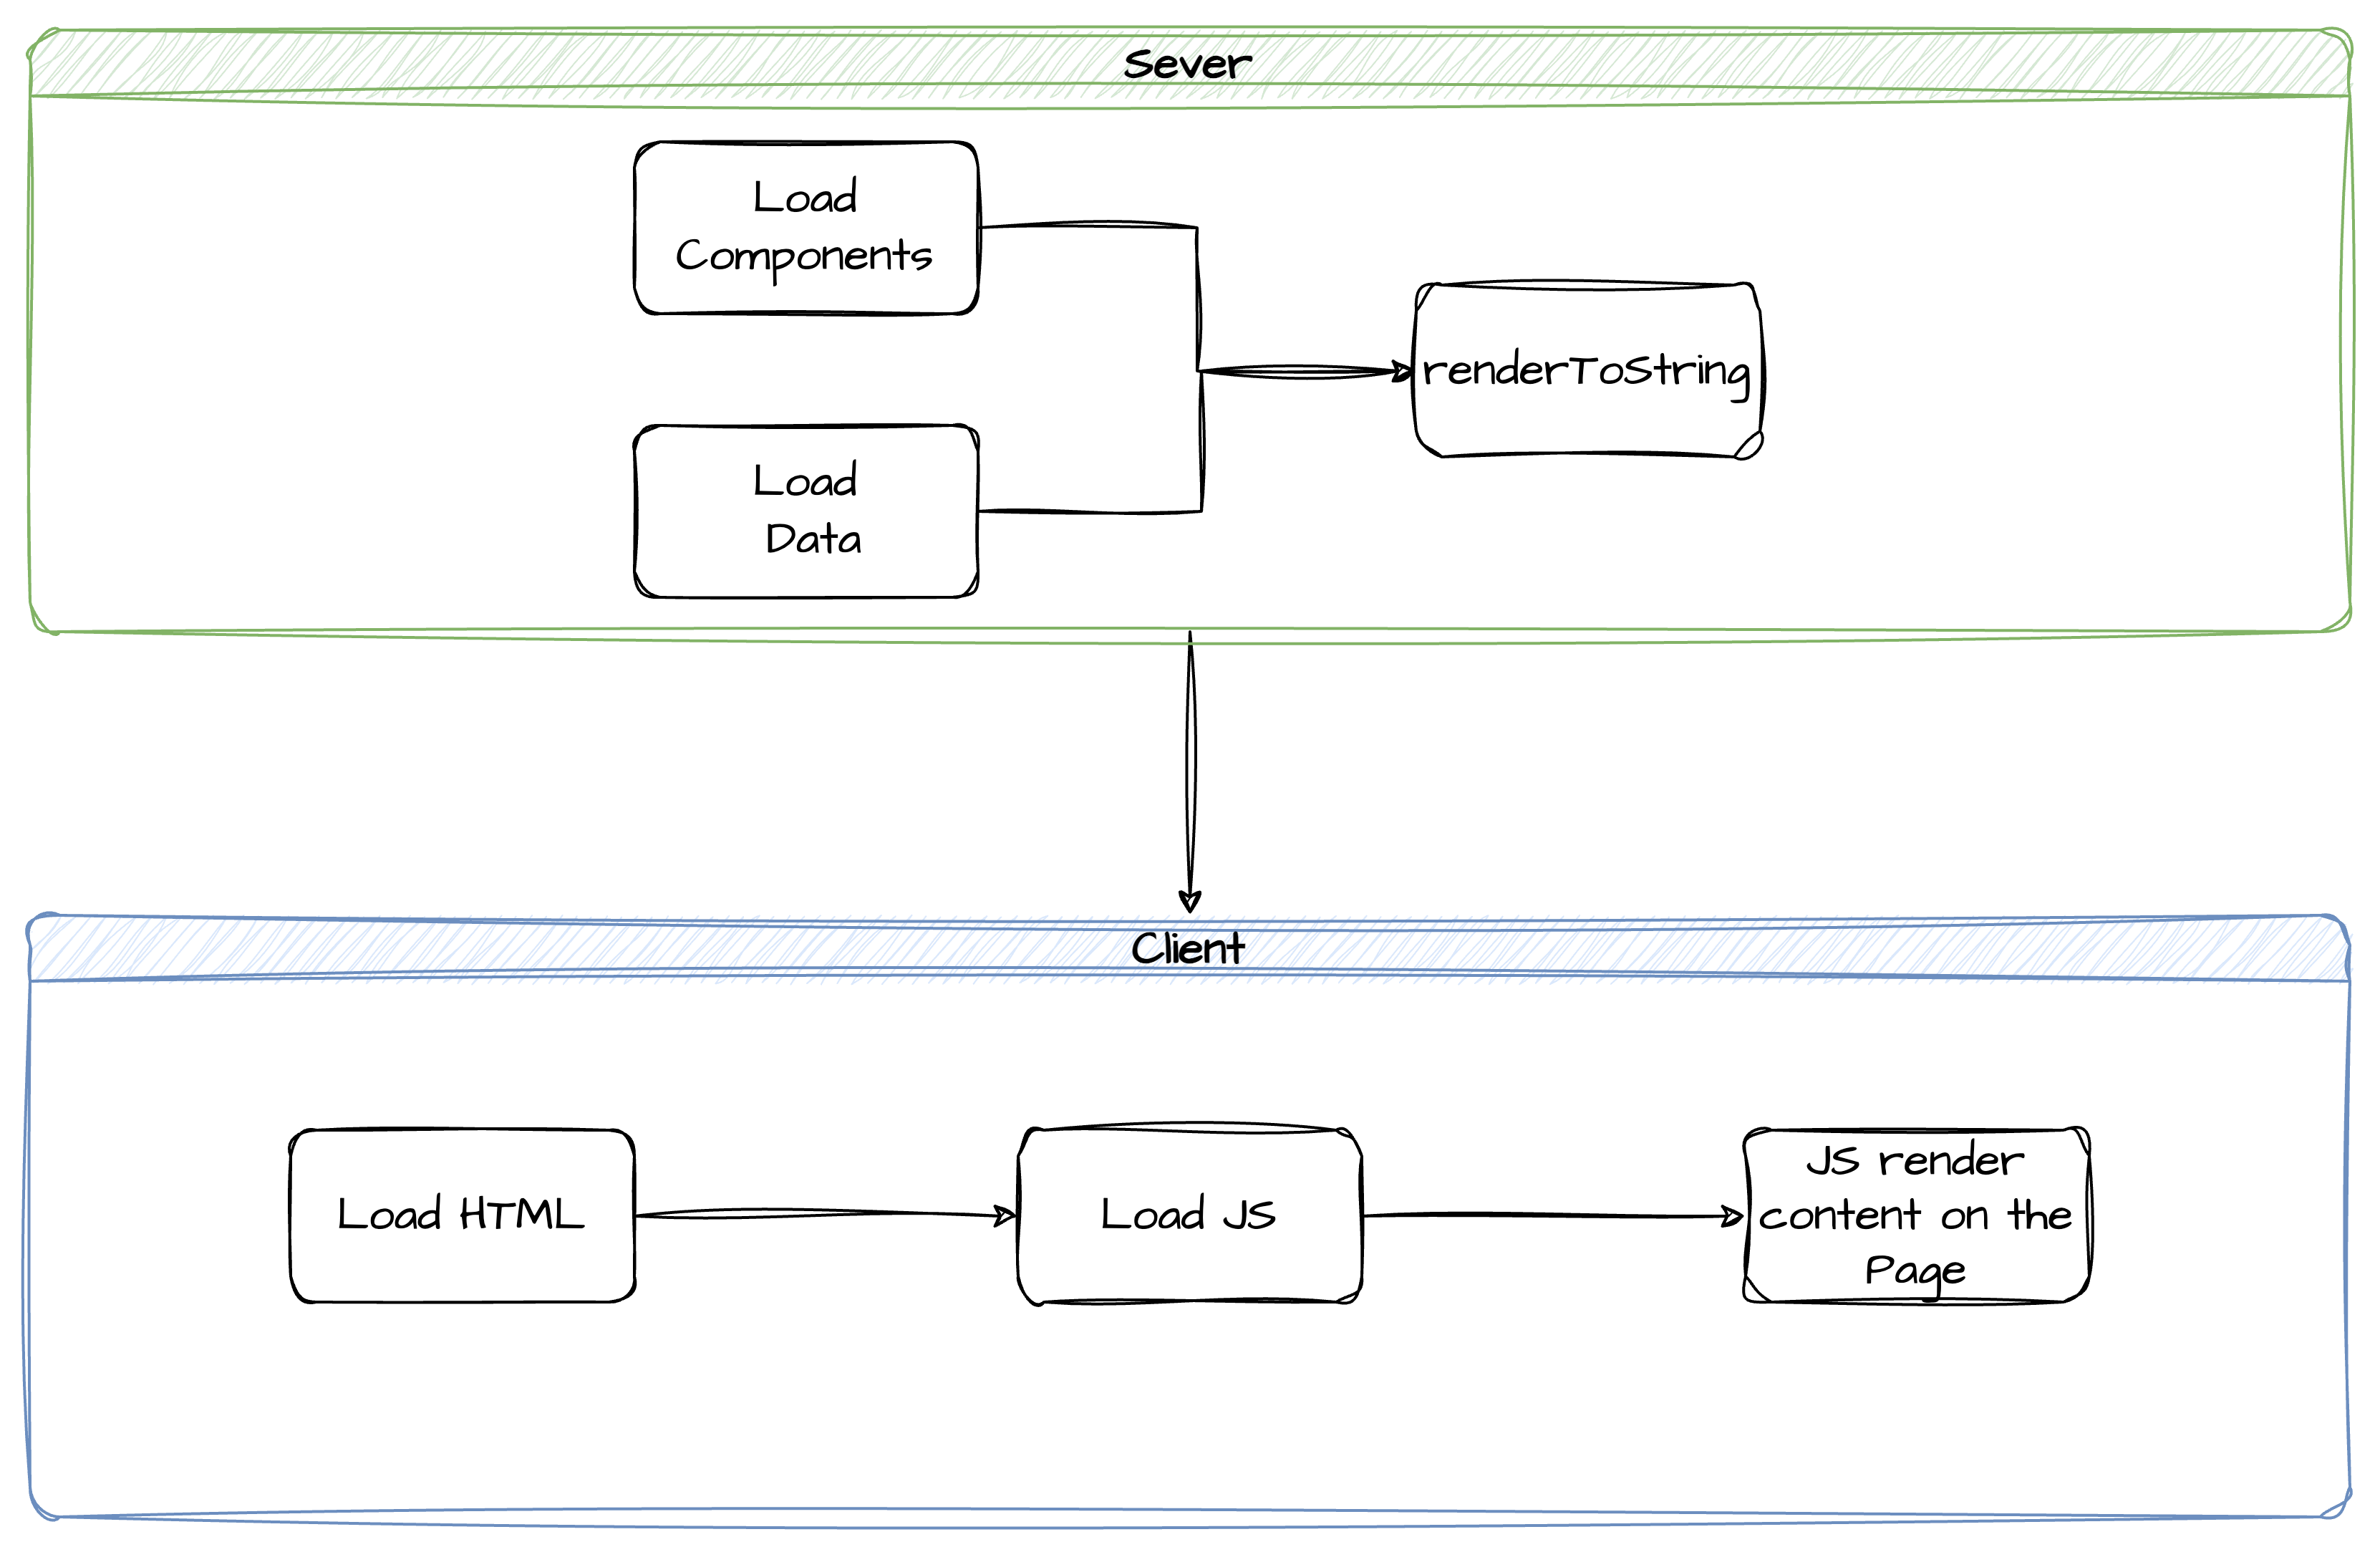 Sever
Load
Components
renderToString
Load
Data
Client
Load HTML
Load JS
JS render
content on the
Page